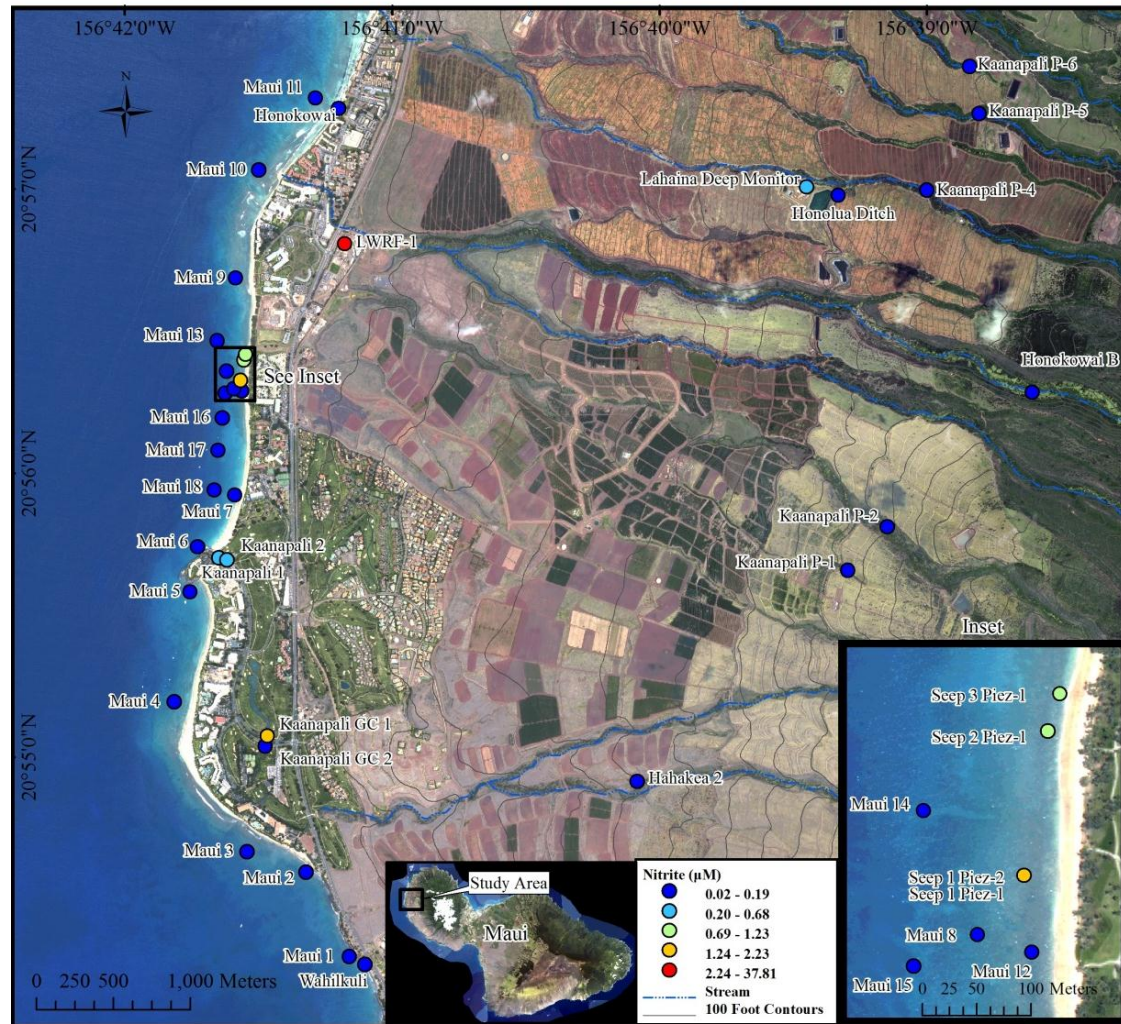 156°42'0"W
156°41'0"W
156°40'0"W
156°39'0"W
N
Kaanapali P-6
Maui 11
Honokowai
Kaanapali P-5
Maui 10
20°57'0"N
Lahaina Deep Monitor
Kaanapali P-4
Honolua Ditch
LWRF-1
Maui 9
Maui 13
See Inset
Honokowai B
Maui 16
Maui 17
20°56'0"N
Maui 18
Maui 7
Kaanapali P-2
Maui 6
Kaanapali 2
Kaanapali 1
Kaanapali P-1
Maui 5
Inset
Maui 4
Kaanapali GC 1
Kaanapali GC 2
20°55'0"N
Hahakea 2
Maui 3
Maui 2
Maui 1
Wahilkuli
0 250 500 1,000 Meters
Study Area
Maui
Nitrite (µM)
0.02 - 0.19
0.20 - 0.68
0.69 - 1.23
1.24 - 2.23
2.24 - 37.81
Stream
100 Foot Contours
Seep 3 Piez-1
Seep 2 Piez-1
Maui 14
Seep 1 Piez-2
Seep 1 Piez-1
Maui 8
Maui 12
Maui 15
0 50 100 Meters